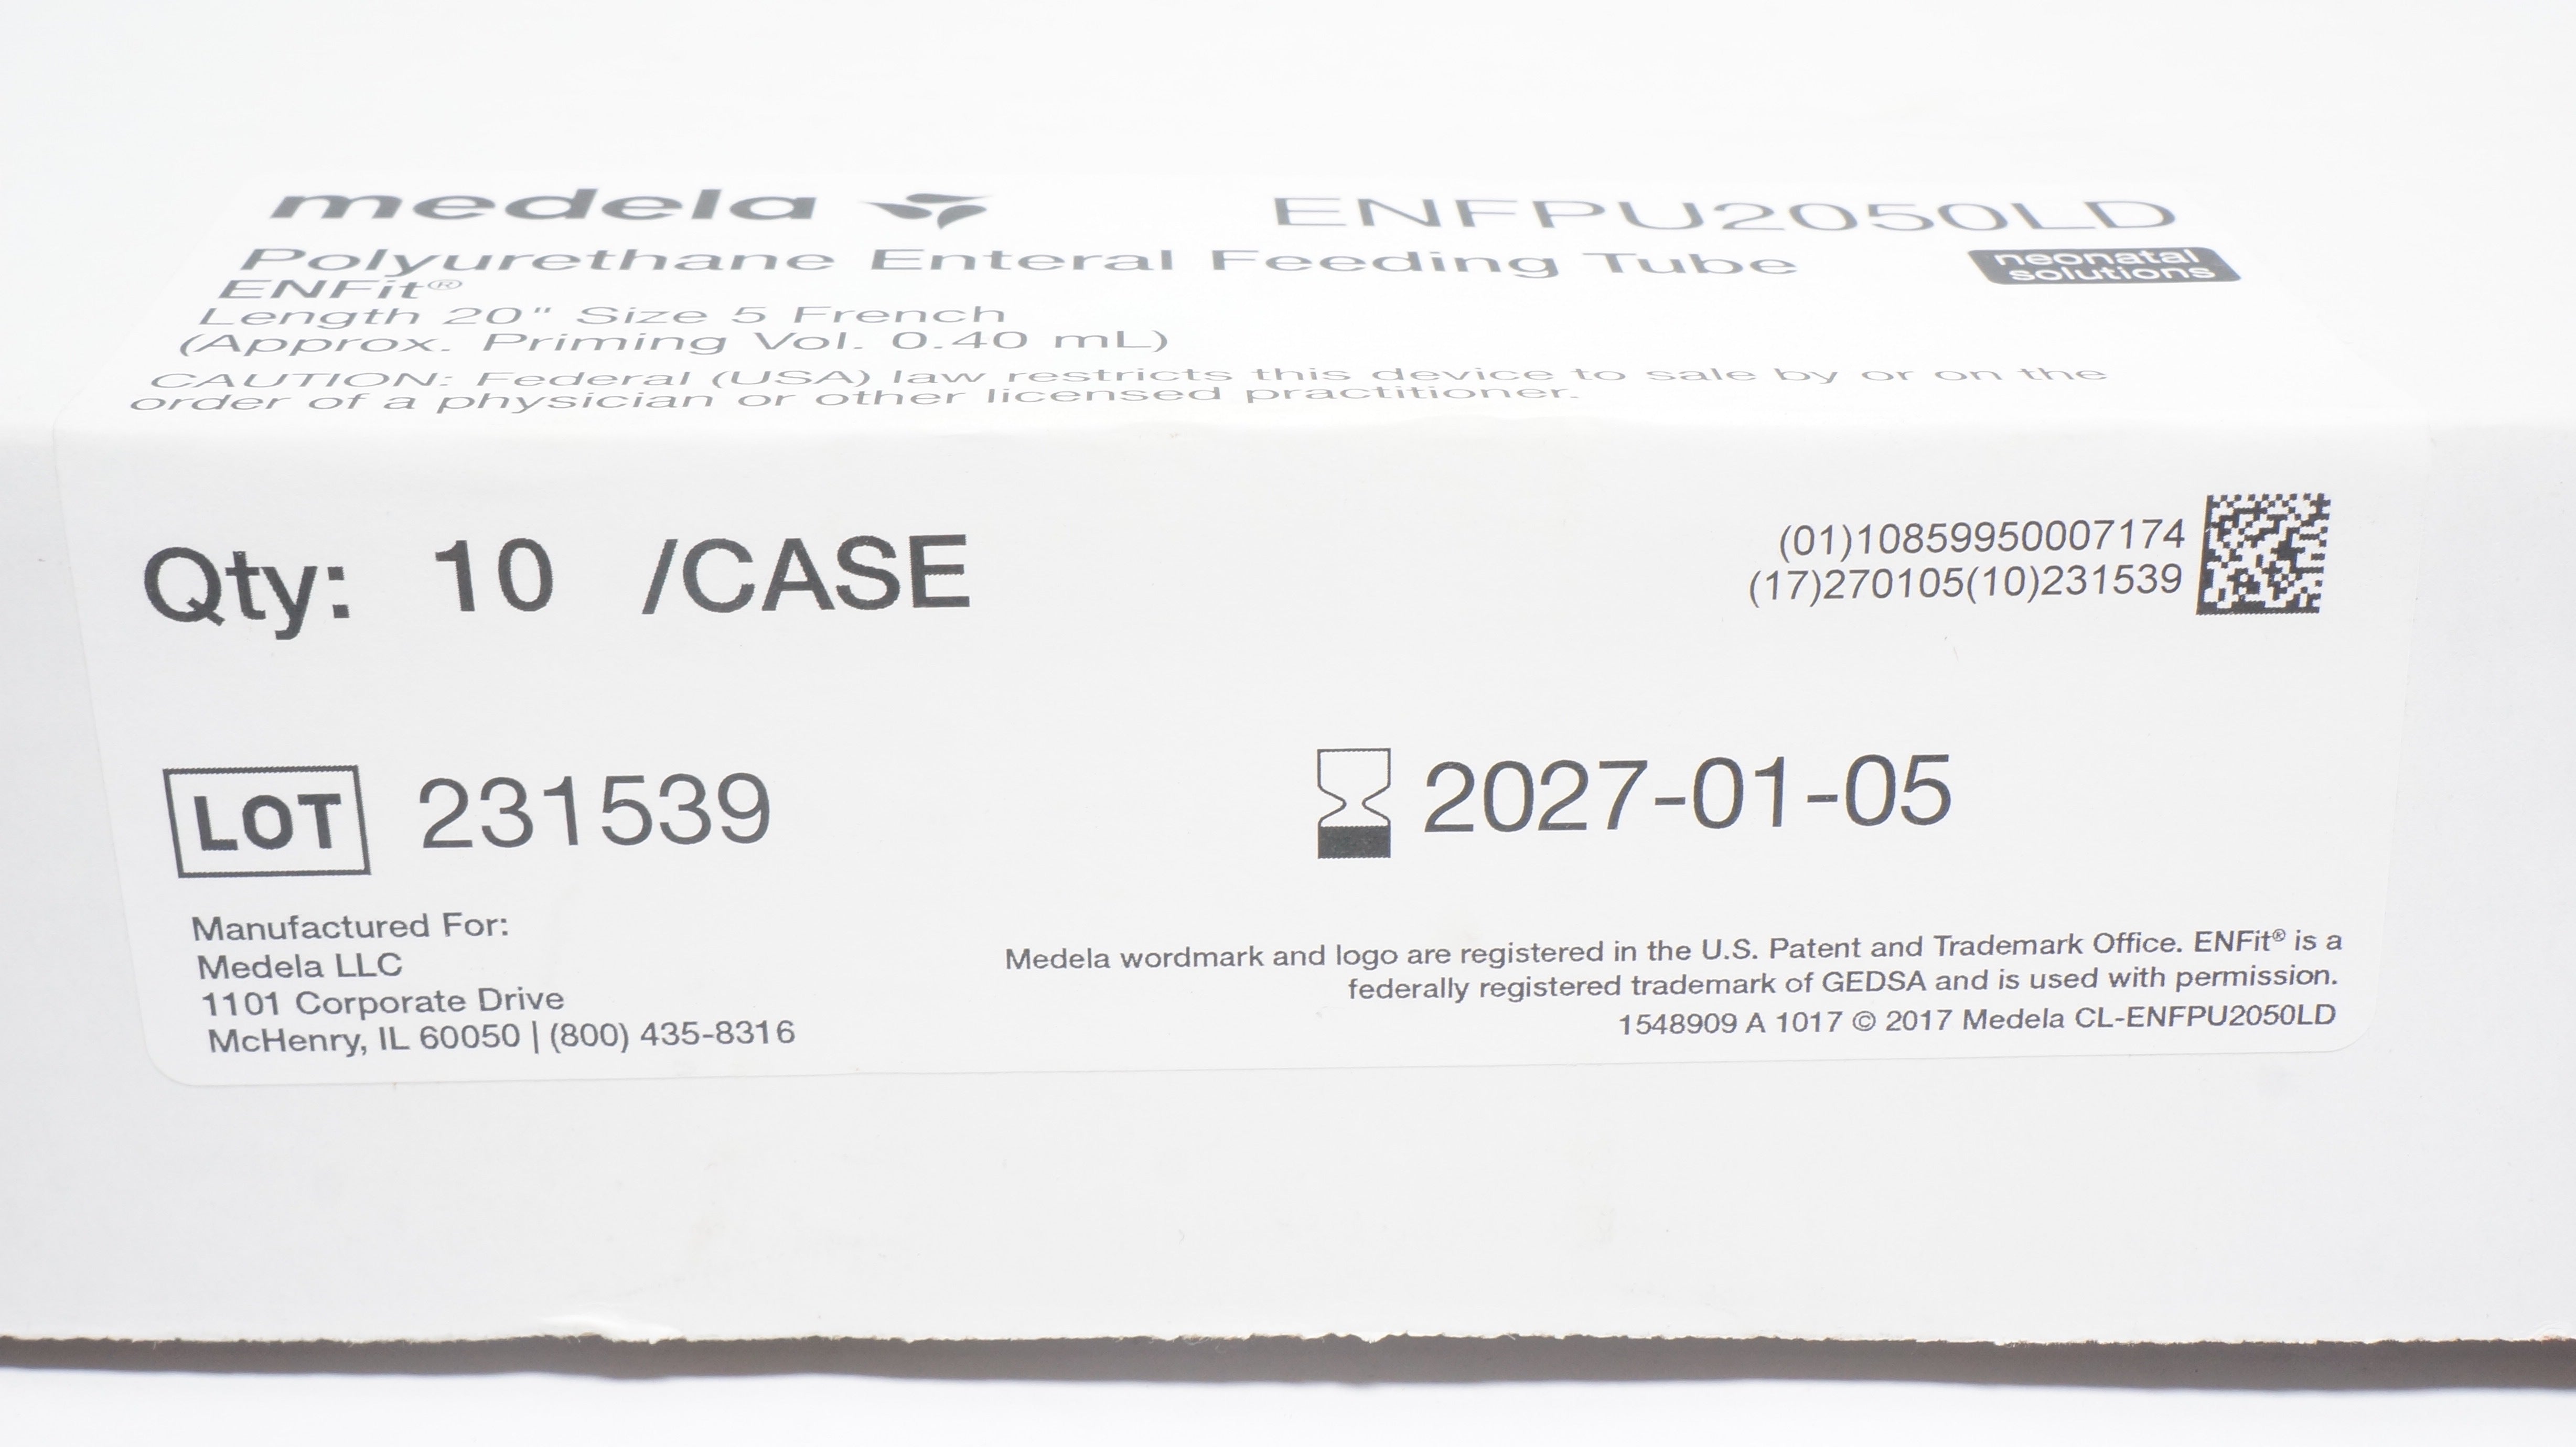 medela
ENFPU2050LD
Polyurethane Enteral Feeding Tube
neonatal
solutions
ENFit®
Length 20" Size 5 French
(Approx. Priming Vol. 0.40 mL)
CAUTION: Federal (USA) law restricts this device to sale by or on the
order of a physician or other licensed practitioner.
Qty: 10 /CASE
(01)10859950007174
(17)270105(10)231539
LOT 231539
2027-01-05
Manufactured For:
Medela LLC
1101 Corporate Drive
McHenry, IL 60050 | (800) 435-8316
Medela wordmark and logo are registered in the U.S. Patent and Trademark Office. ENFit® is a
federally registered trademark of GEDSA and is used with permission.
1548909 A 1017 © 2017 Medela CL-ENFPU2050LD